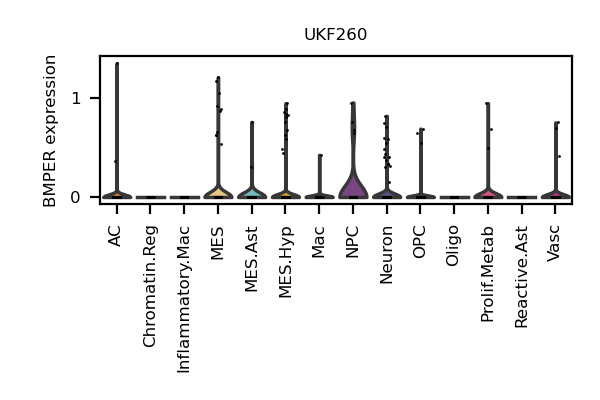 UKF260
BMPER expression
1
0
AC
Chromatin.Reg
Inflammatory.Mac
MES
MES.Ast
MES.Hyp
Mac
NPC
Neuron
OPC
Oligo
Prolif.Metab
Reactive.Ast
Vasc